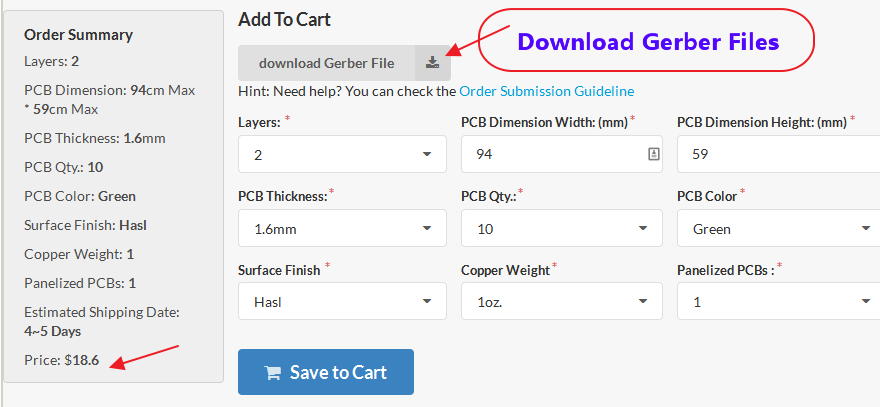 Order Summary
Layers: 2
PCB Dimension: 94cm Max
* 59cm Max
PCB Thickness: 1.6mm
PCB Qty.: 10
PCB Color: Green
Surface Finish: Hasl
Copper Weight: 1
Panelized PCBs: 1
Estimated Shipping Date:
4~5 Days
Price: $18.6
Add To Cart
download Gerber File
Download Gerber Files
Hint: Need help? You can check the Order Submission Guideline
Layers: * PCB Dimension Width: (mm) * PCB Dimension Height: (mm) *
2 94 59
PCB Thickness: * PCB Qty.: * PCB Color *
1.6mm 10 Green
Surface Finish * Copper Weight * Panelized PCBs : *
Hasl 1oz. 1
Save to Cart